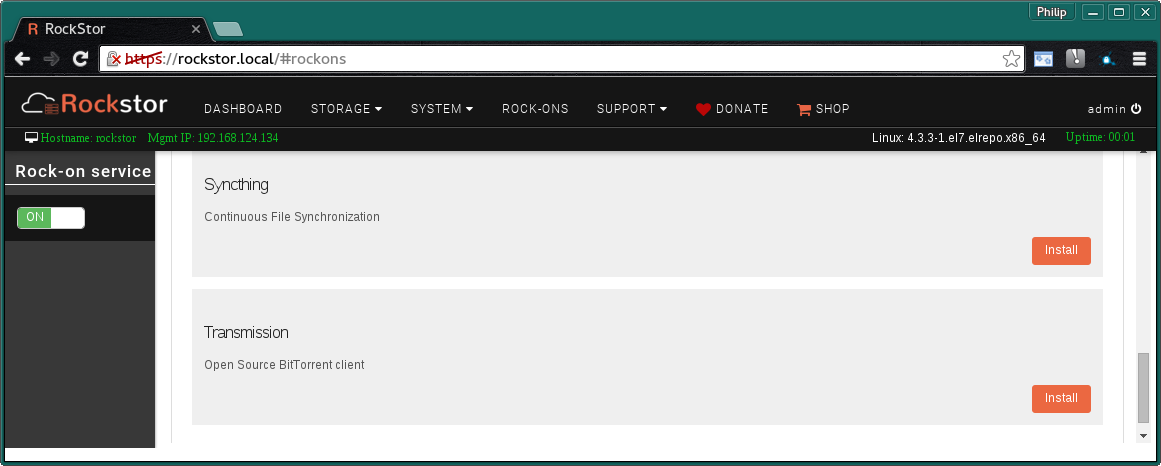 Philip
RockStor
https://rockstor.local/#rockons
Rockstor DASHBOARD STORAGE SYSTEM ROCK-ONS SUPPORT DONATE SHOP admin
Hostname: rockstor Mgmt IP: 192.168.124.134 Linux: 4.3.3-1.el7.elrepo.x86_64 Uptime: 00:01
Rock-on service
ON
Syncthing
Continuous File Synchronization
Install
Transmission
Open Source BitTorrent client
Install